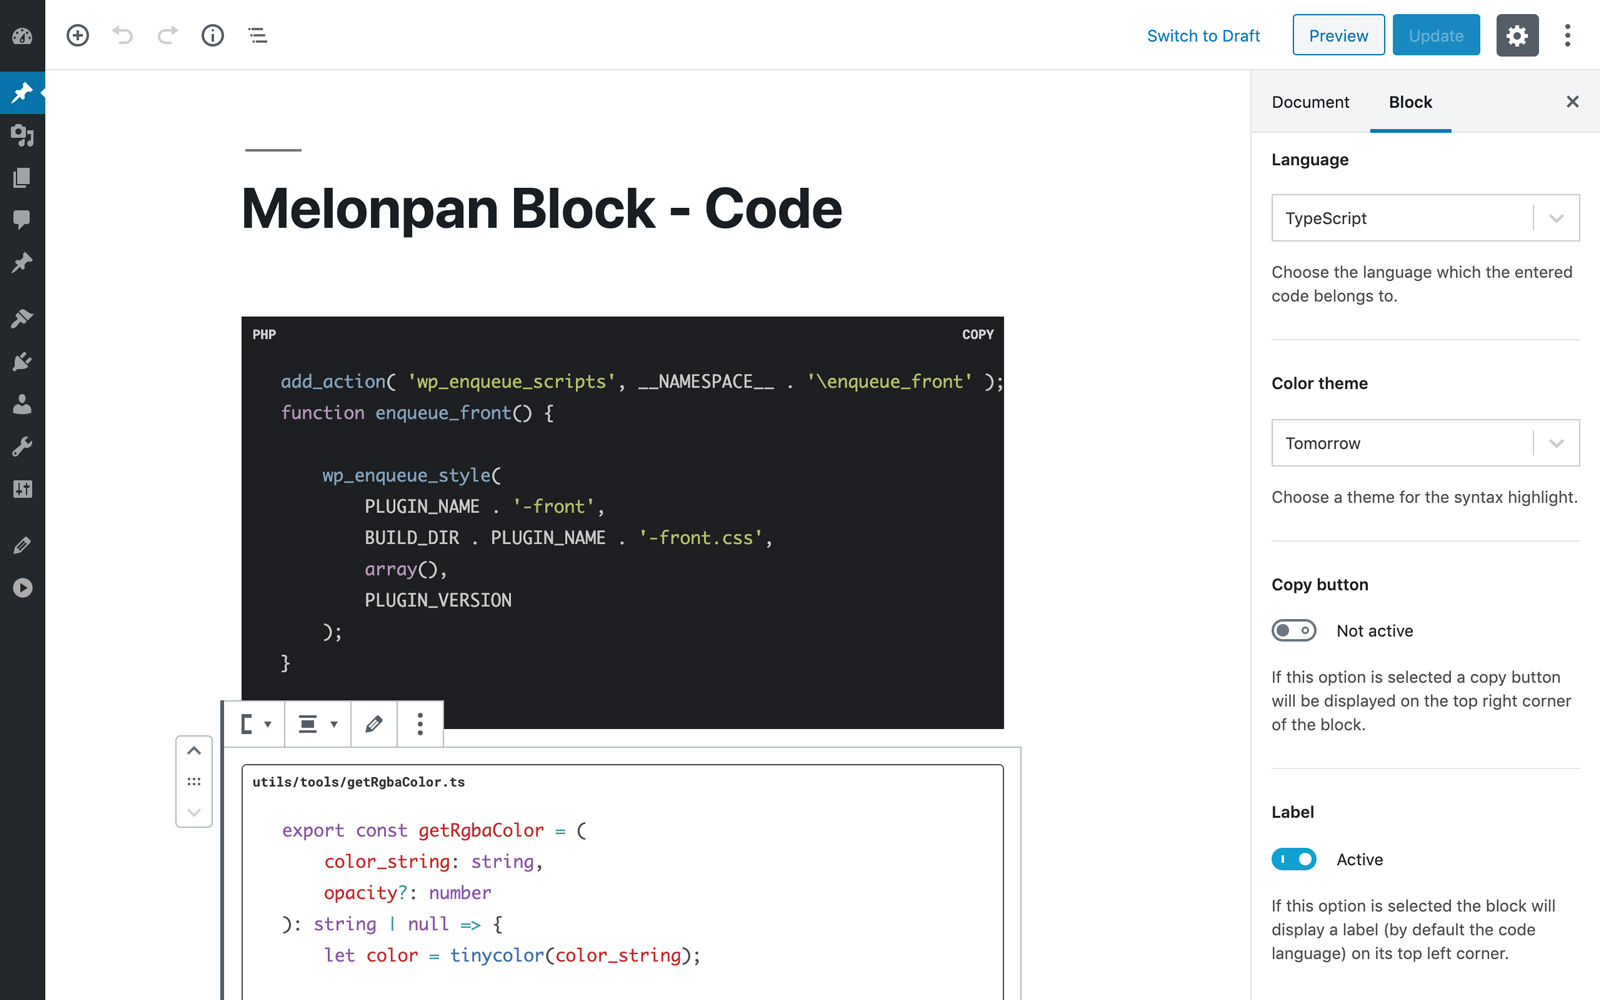 Switch to Draft
Preview
Update
Melonpan Block - Code
PHP
COPY
add_action( 'wp_enqueue_scripts', __NAMESPACE__ . '\enqueue_front' );
function enqueue_front() {
wp_enqueue_style(
PLUGIN_NAME . '-front',
BUILD_DIR . PLUGIN_NAME . '-front.css',
array(),
PLUGIN_VERSION
);
}
utils/tools/getRgbaColor.ts
export const getRgbaColor = (
color_string: string,
opacity?: number
): string | null => {
let color = tinycolor(color_string);
Document
Block
Language
TypeScript
Choose the language which the entered
code belongs to.
Color theme
Tomorrow
Choose a theme for the syntax highlight.
Copy button
Not active
If this option is selected a copy button
will be displayed on the top right corner
of the block.
Label
Active
If this option is selected the block will
display a label (by default the code
language) on its top left corner.